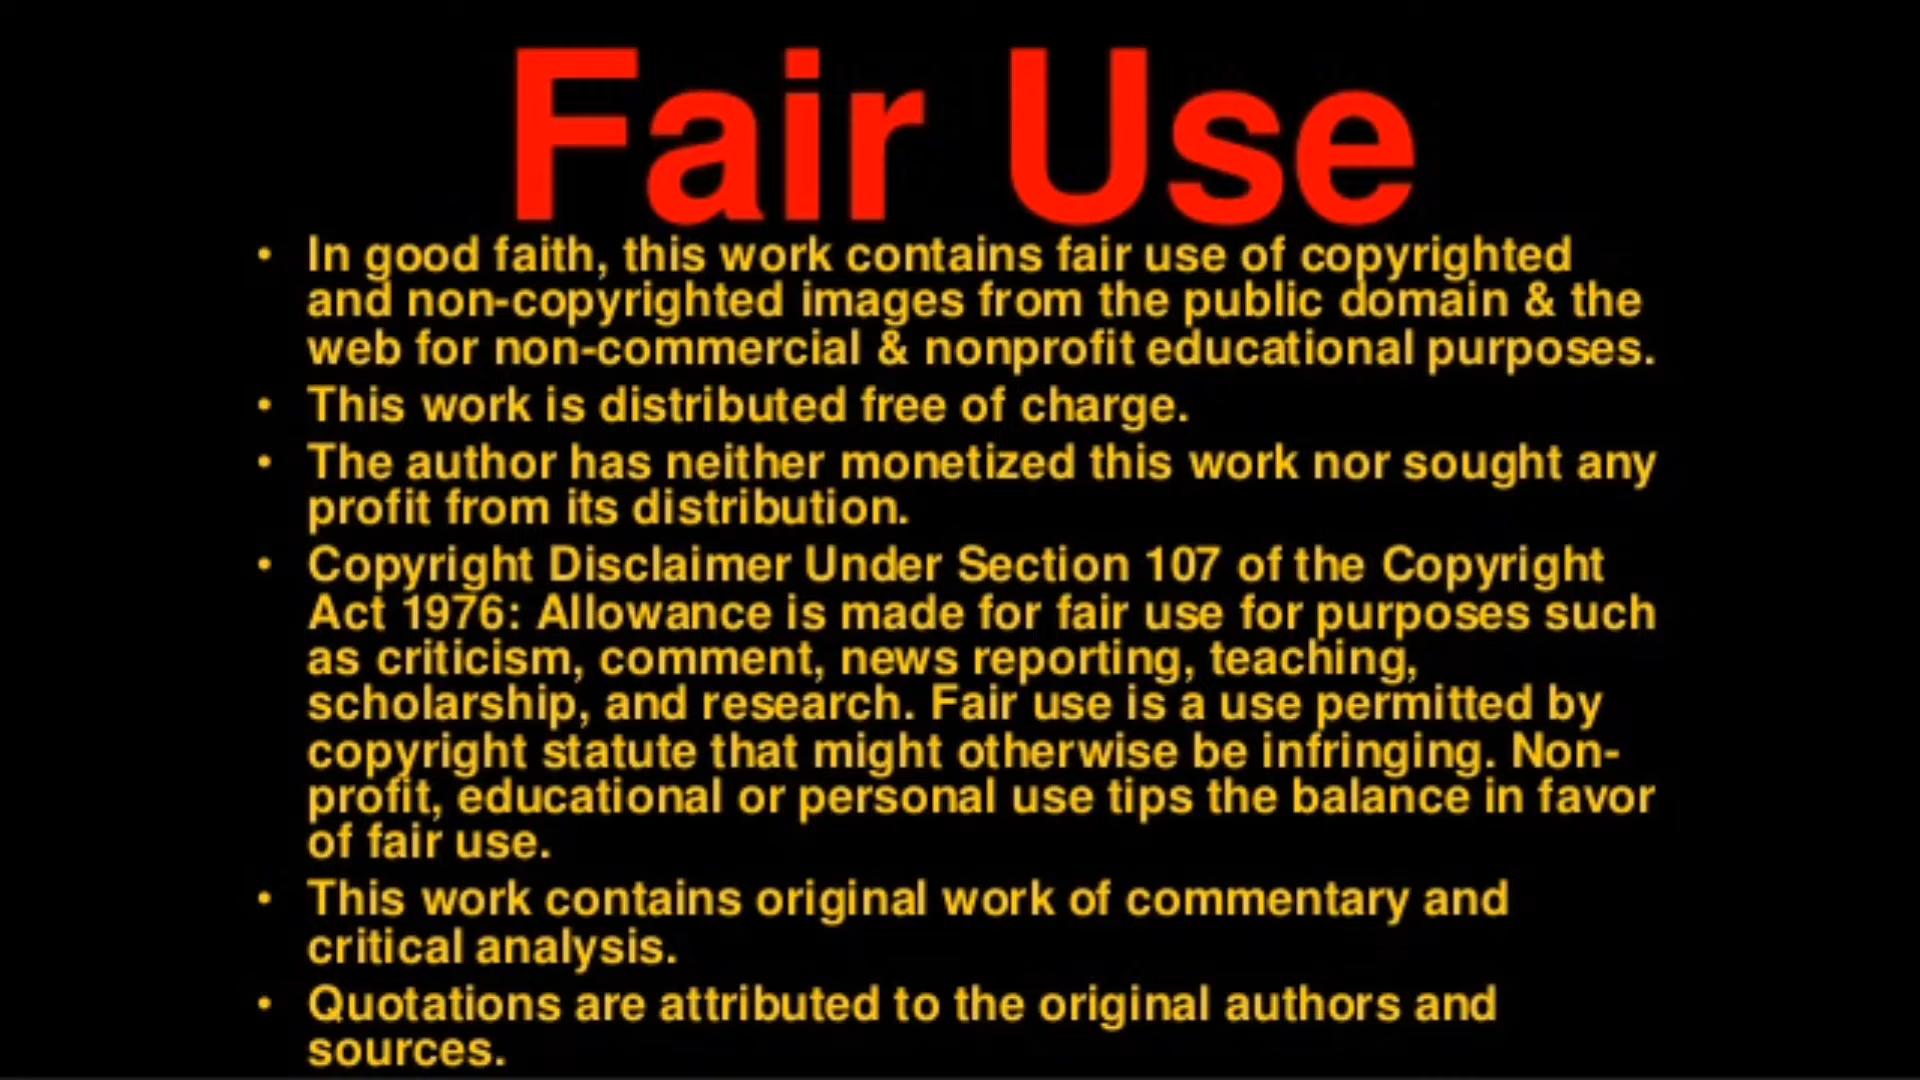 Fair Use
• In good faith, this work contains fair use of copyrighted
and non-copyrighted images from the public domain & the
web for non-commercial & nonprofit educational purposes.
• This work is distributed free of charge.
• The author has neither monetized this work nor sought any
profit from its distribution.
• Copyright Disclaimer Under Section 107 of the Copyright
Act 1976: Allowance is made for fair use for purposes such
as criticism, comment, news reporting, teaching,
scholarship, and research. Fair use is a use permitted by
copyright statute that might otherwise be infringing. Non-
profit, educational or personal use tips the balance in favor
of fair use.
• This work contains original work of commentary and
critical analysis.
• Quotations are attributed to the original authors and
sources.